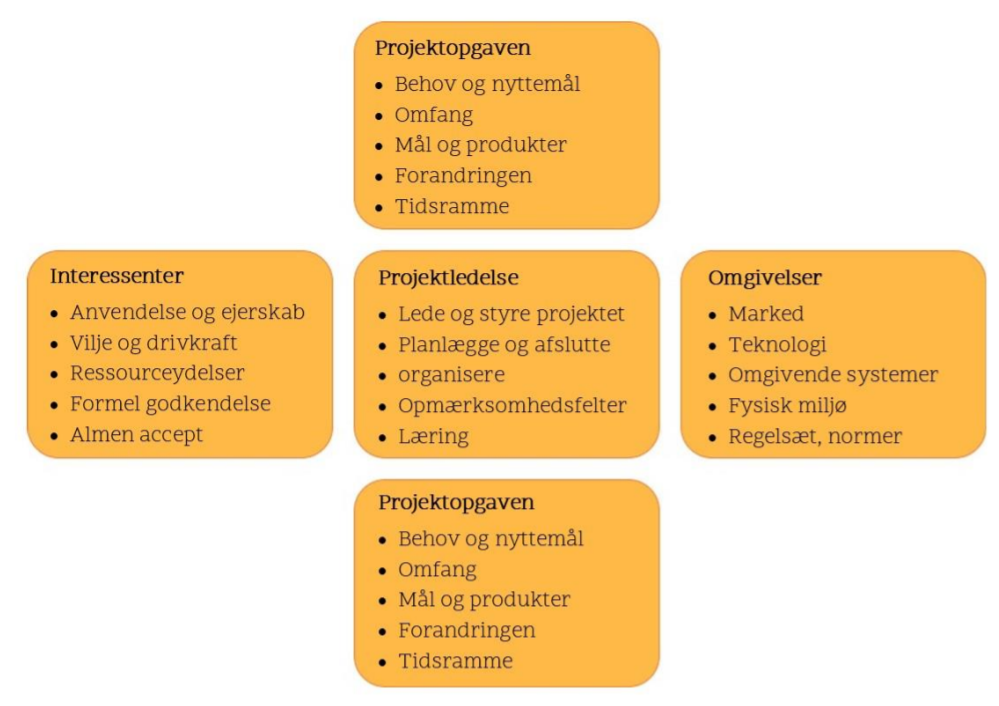 Projektopgaven
• Behov og nyttemål
• Omfang
• Mål og produkter
• Forandringen
• Tidsramme
Interessenter
• Anvendelse og ejerskab
• Vilje og drivkraft
• Ressourceydelser
• Formel godkendelse
• Almen accept
Projektledelse
• Lede og styre projektet
• Planlægge og afslutte
• organisere
• Opmærksomhedsfelter
• Læring
Omgivelser
• Marked
• Teknologi
• Omgivende systemer
• Fysisk miljø
• Regelsæt, normer
Projektopgaven
• Behov og nyttemål
• Omfang
• Mål og produkter
• Forandringen
• Tidsramme